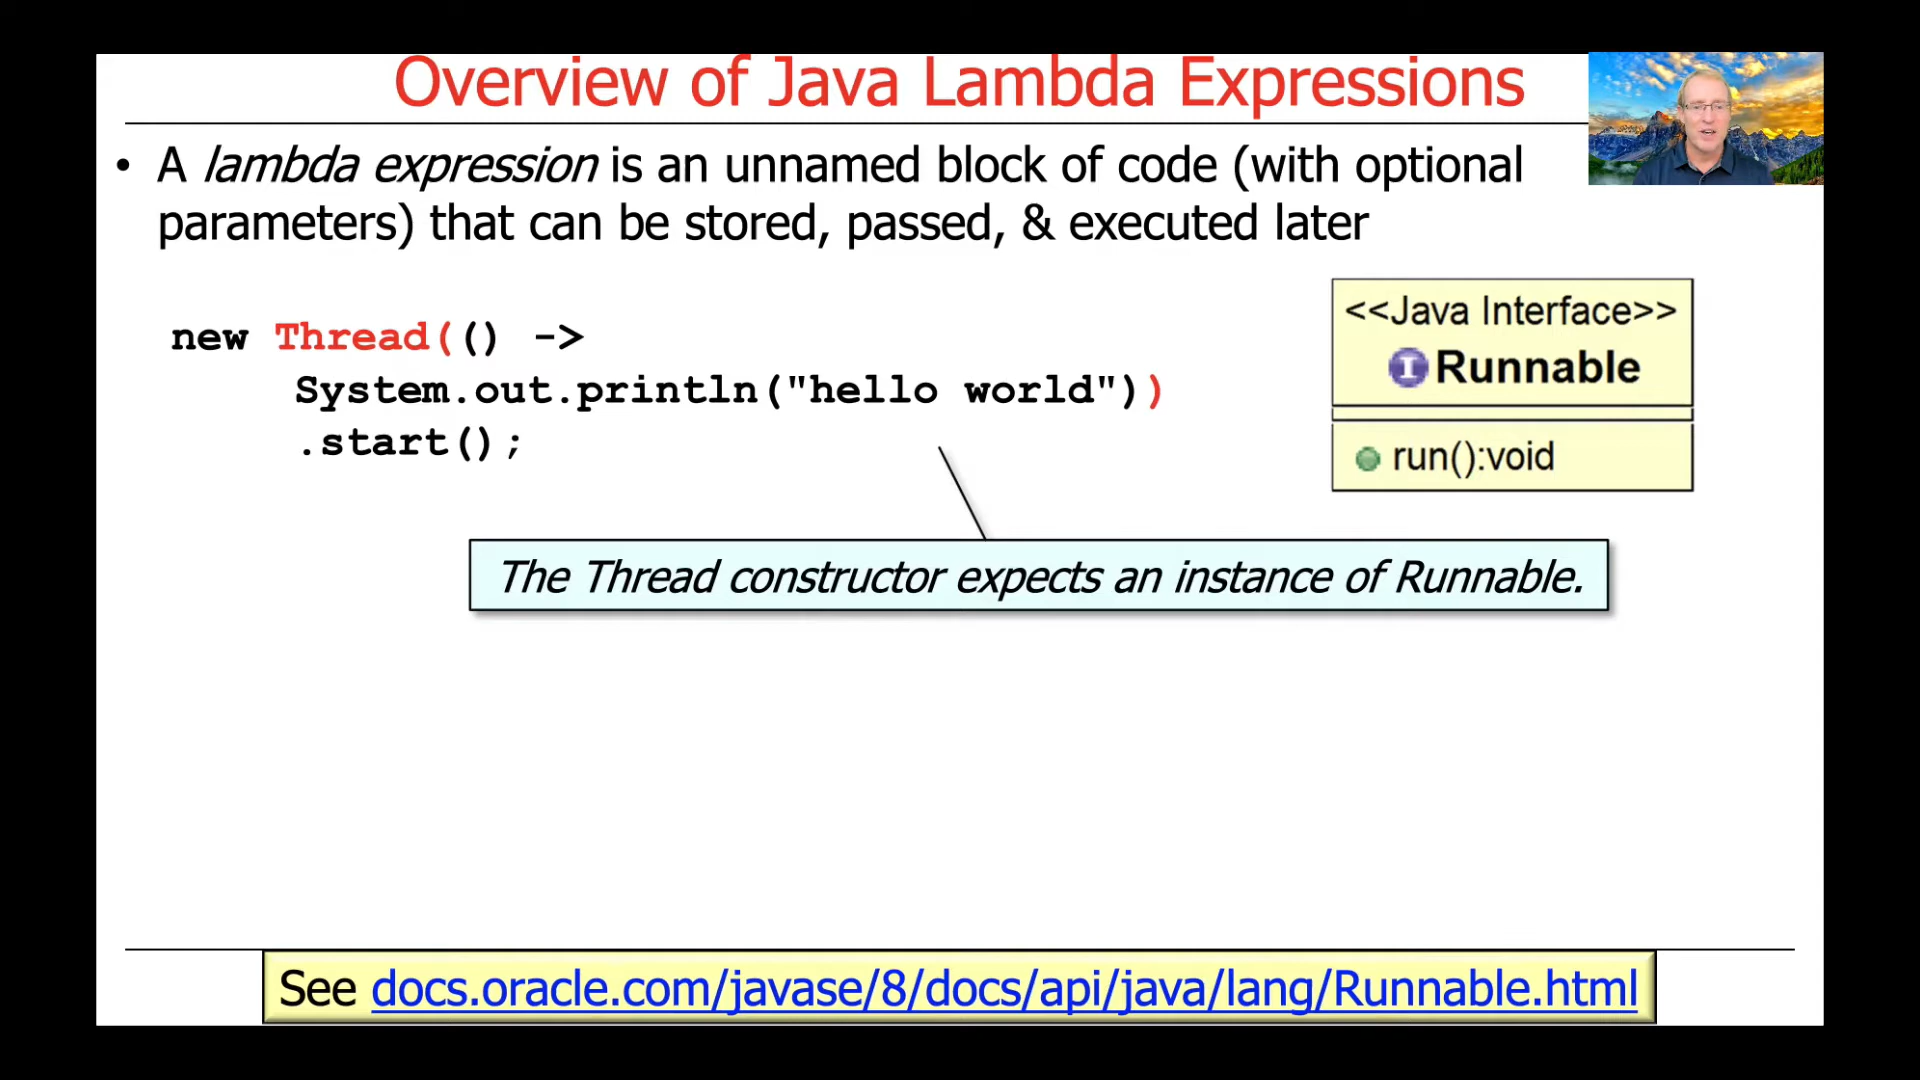 Overview of Java Lambda Expressions
• A lambda expression is an unnamed block of code (with optional
parameters) that can be stored, passed, & executed later
new Thread(() ->
System.out.println("hello world"))
.start();
<<Java Interface>>
I Runnable
run():void
The Thread constructor expects an instance of Runnable.
See docs.oracle.com/javase/8/docs/api/java/lang/Runnable.html